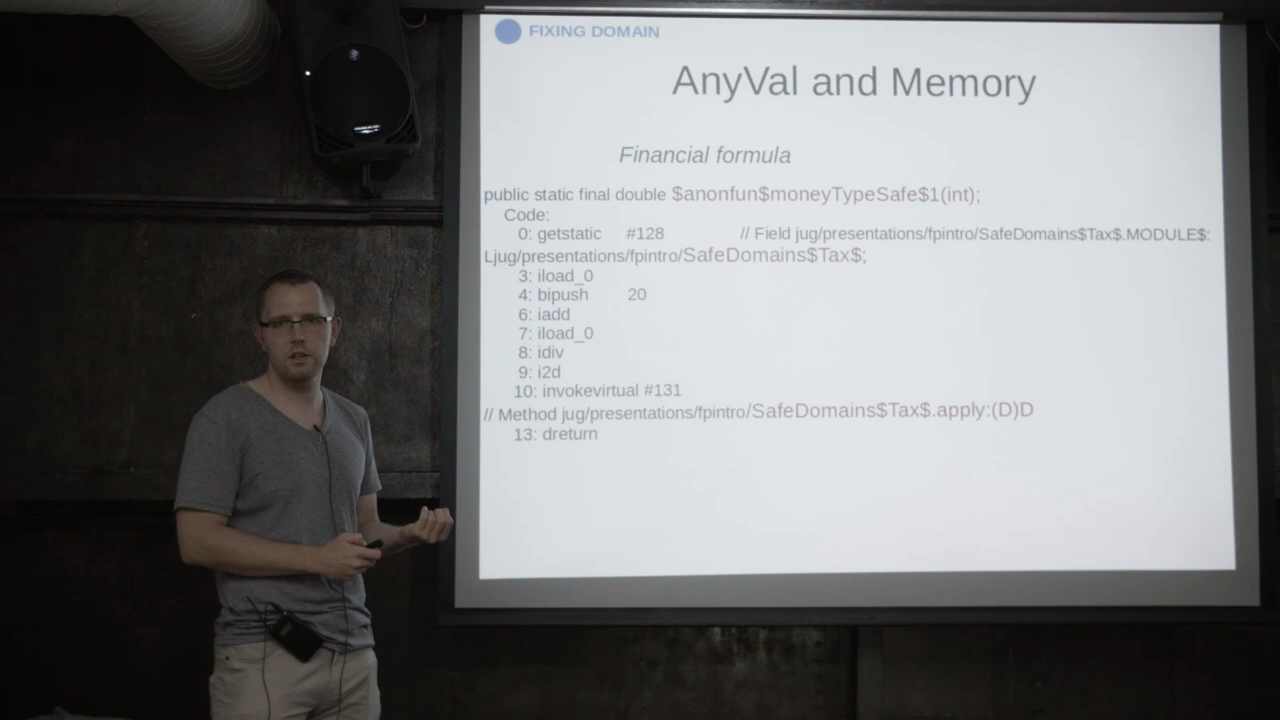 FIXING DOMAIN
AnyVal and Memory
Financial formula
public static final double $anonfun$moneyTypeSafe$1(int);
Code:
0: getstatic #128 // Field jug/presentations/fpintro/SafeDomains$Tax$.MODULE$:
Ljug/presentations/fpintro/SafeDomains$Tax$;
3: iload_0
4: bipush 20
6: iadd
7: iload_0
8: idiv
9: i2d
10: invokevirtual #131
// Method jug/presentations/fpintro/SafeDomains$Tax$.apply:(D)D
13: dreturn